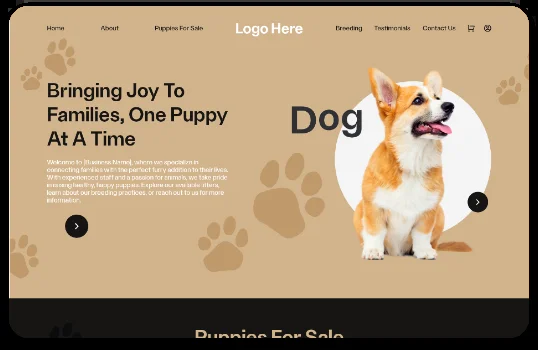 Home
About
Puppies For Sale
Logo Here
Breeding
Testimonials
Contact Us
Bringing Joy To
Families, One Puppy
At A Time
Dog
Welcome to [Business Name], where we specialize in
connecting families with the perfect furry addition to their lives.
With experienced staff and a passion for animals, we take pride
in raising healthy, happy puppies. Explore our available litters,
learn about our breeding practices, or reach out to us for more
information.
Puppies For Sale